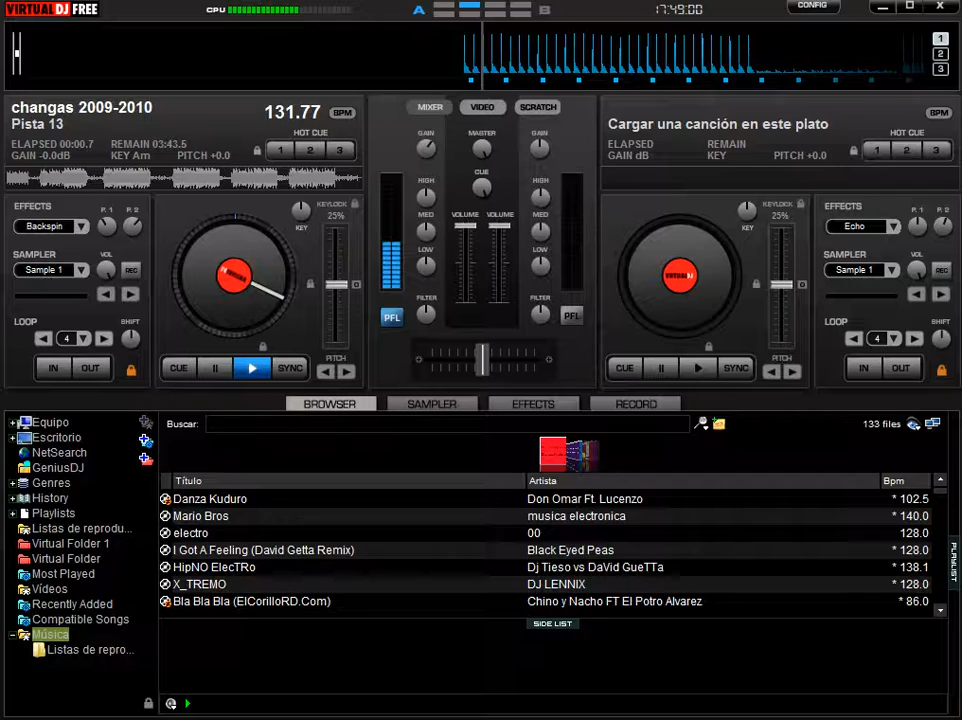 VIRTUAL DJ FREE
CPU
A
B
17:49:00
CONFIG
1
2
3
changas 2009-2010
Pista 13
131.77 BPM
ELAPSED 00:00.7 REMAIN 03:43.5
GAIN -0.0dB KEY Am PITCH +0.0
HOT CUE
1 2 3
MIXER VIDEO SCRATCH
GAIN MASTER GAIN
CUE
HIGH HIGH
MED VOLUME VOLUME MED
LOW LOW
FILTER FILTER
PFL PFL
Cargar una canción en este plato
BPM
ELAPSED REMAIN
GAIN dB KEY PITCH +0.0
HOT CUE
1 2 3
EFFECTS P. 1 P. 2
Backspin
SAMPLER VOL
Sample 1 REC
LOOP SHIFT
4
IN OUT
KEYLOCK
25%
KEY
PITCH
CUE SYNC
VIRTUAL DJ
KEYLOCK
25%
KEY
PITCH
CUE SYNC
EFFECTS P. 1 P. 2
Echo
SAMPLER VOL
Sample 1 REC
LOOP SHIFT
4
IN OUT
BROWSER SAMPLER EFFECTS RECORD
Equipo
Escritorio
NetSearch
GeniusDJ
Genres
History
Playlists
Listas de reprodu...
Virtual Folder 1
Virtual Folder
Most Played
Vídeos
Recently Added
Compatible Songs
Música
Listas de repro...
Buscar: 133 files
Título Artista Bpm
Danza Kuduro Don Omar Ft. Lucenzo * 102.5
Mario Bros musica electronica * 140.0
electro 00 128.0
I Got A Feeling (David Getta Remix) Black Eyed Peas * 128.0
HipNO ElecTRo Dj Tieso vs DaVid GueTTa * 138.1
X_TREMO DJ LENNIX * 128.0
Bla Bla Bla (ElCorilloRD.Com) Chino y Nacho FT El Potro Alvarez * 86.0
SIDE LIST
PLAYLIST